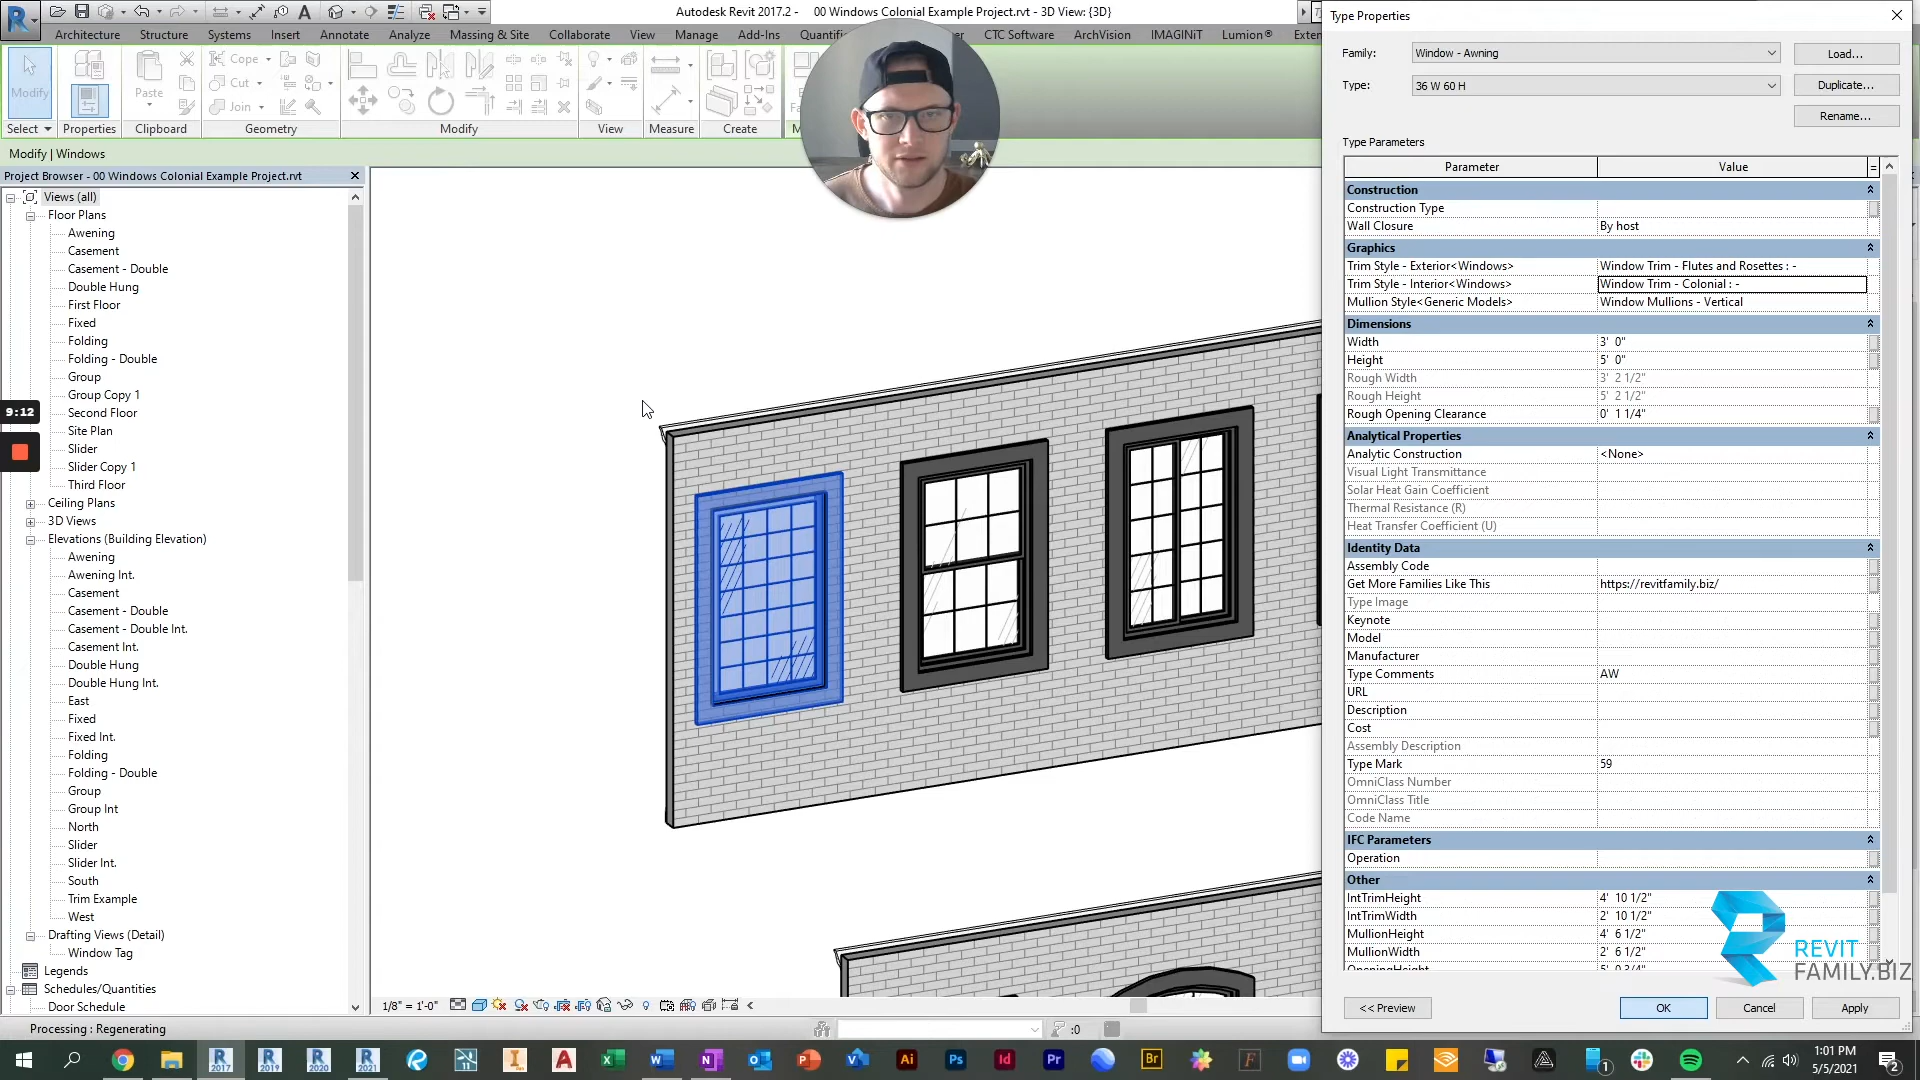 Autodesk Revit 2017.2 - 00 Windows Colonial Example Project.rvt - 3D View: {3D}
Architecture Structure Systems Insert Annotate Analyze Massing & Site Collaborate View Manage Add-Ins CTC Software ArchVision IMAGINiT Lumion®
Modify
Paste
Cope
Cut
Join
Select Properties Clipboard Geometry Modify View Measure Create
Modify | Windows
Project Browser - 00 Windows Colonial Example Project.rvt
Views (all)
Floor Plans
Awening
Casement
Casement - Double
Double Hung
First Floor
Fixed
Folding
Folding - Double
Group
Group Copy 1
Second Floor
Site Plan
Slider
Slider Copy 1
Third Floor
Ceiling Plans
3D Views
Elevations (Building Elevation)
Awening
Awening Int.
Casement
Casement - Double
Casement - Double Int.
Casement Int.
Double Hung
Double Hung Int.
East
Fixed
Fixed Int.
Folding
Folding - Double
Group
Group Int
North
Slider
Slider Int.
South
Trim Example
West
Drafting Views (Detail)
Window Tag
Legends
Schedules/Quantities
Door Schedule
9:12
1/8" = 1'-0"
Processing : Regenerating
:0
Type Properties
Family: Window - Awning Load...
Type: 36 W 60 H Duplicate...
Rename...
Type Parameters
Parameter Value =
Construction
Construction Type
Wall Closure By host
Graphics
Trim Style - Exterior<Windows> Window Trim - Flutes and Rosettes : -
Trim Style - Interior<Windows> Window Trim - Colonial : -
Mullion Style<Generic Models> Window Mullions - Vertical
Dimensions
Width 3' 0"
Height 5' 0"
Rough Width 3' 2 1/2"
Rough Height 5' 2 1/2"
Rough Opening Clearance 0' 1 1/4"
Analytical Properties
Analytic Construction <None>
Visual Light Transmittance
Solar Heat Gain Coefficient
Thermal Resistance (R)
Heat Transfer Coefficient (U)
Identity Data
Assembly Code
Get More Families Like This https://revitfamily.biz/
Type Image
Keynote
Model
Manufacturer
Type Comments AW
URL
Description
Cost
Assembly Description
Type Mark 59
OmniClass Number
OmniClass Title
Code Name
IFC Parameters
Operation
Other
IntTrimHeight 4' 10 1/2"
IntTrimWidth 2' 10 1/2"
MullionHeight 4' 6 1/2"
MullionWidth 2' 6 1/2"
REVIT
FAMILY.BIZ
<< Preview OK Cancel Apply
1:01 PM
5/5/2021